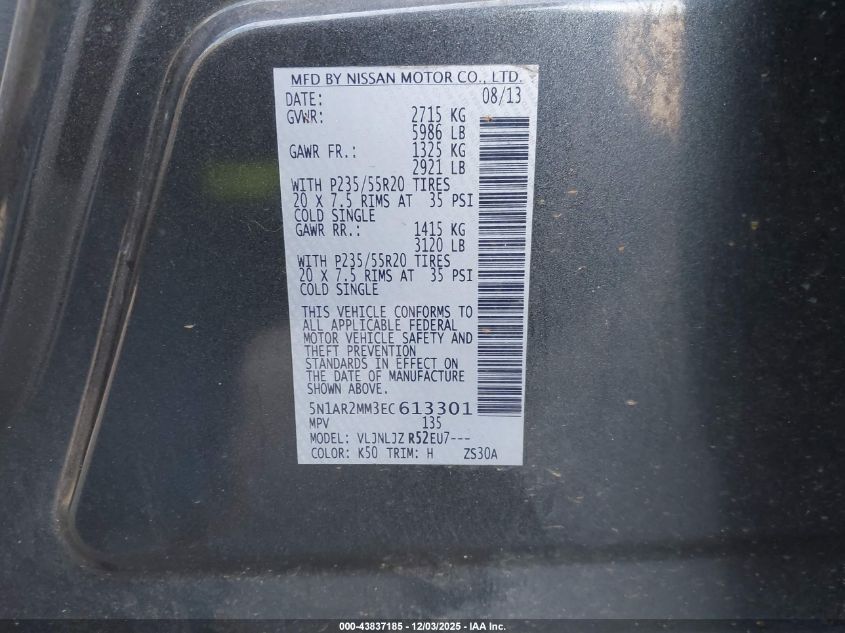 MFD BY NISSAN MOTOR CO., LTD.
DATE: 08/13
GVWR: 2715 KG
5986 LB
GAWR FR.: 1325 KG
2921 LB
WITH P235/55R20 TIRES
20 X 7.5 RIMS AT 35 PSI
COLD SINGLE
GAWR RR.: 1415 KG
3120 LB
WITH P235/55R20 TIRES
20 X 7.5 RIMS AT 35 PSI
COLD SINGLE
THIS VEHICLE CONFORMS TO
ALL APPLICABLE FEDERAL
MOTOR VEHICLE SAFETY AND
THEFT PREVENTION
STANDARDS IN EFFECT ON
THE DATE OF MANUFACTURE
SHOWN ABOVE.
5N1AR2MM3EC613301
MPV 135
MODEL: VLJNLJZ R52EU7---
COLOR: K50 TRIM: H ZS30A
000-43837185 - 12/03/2025 - IAA Inc.